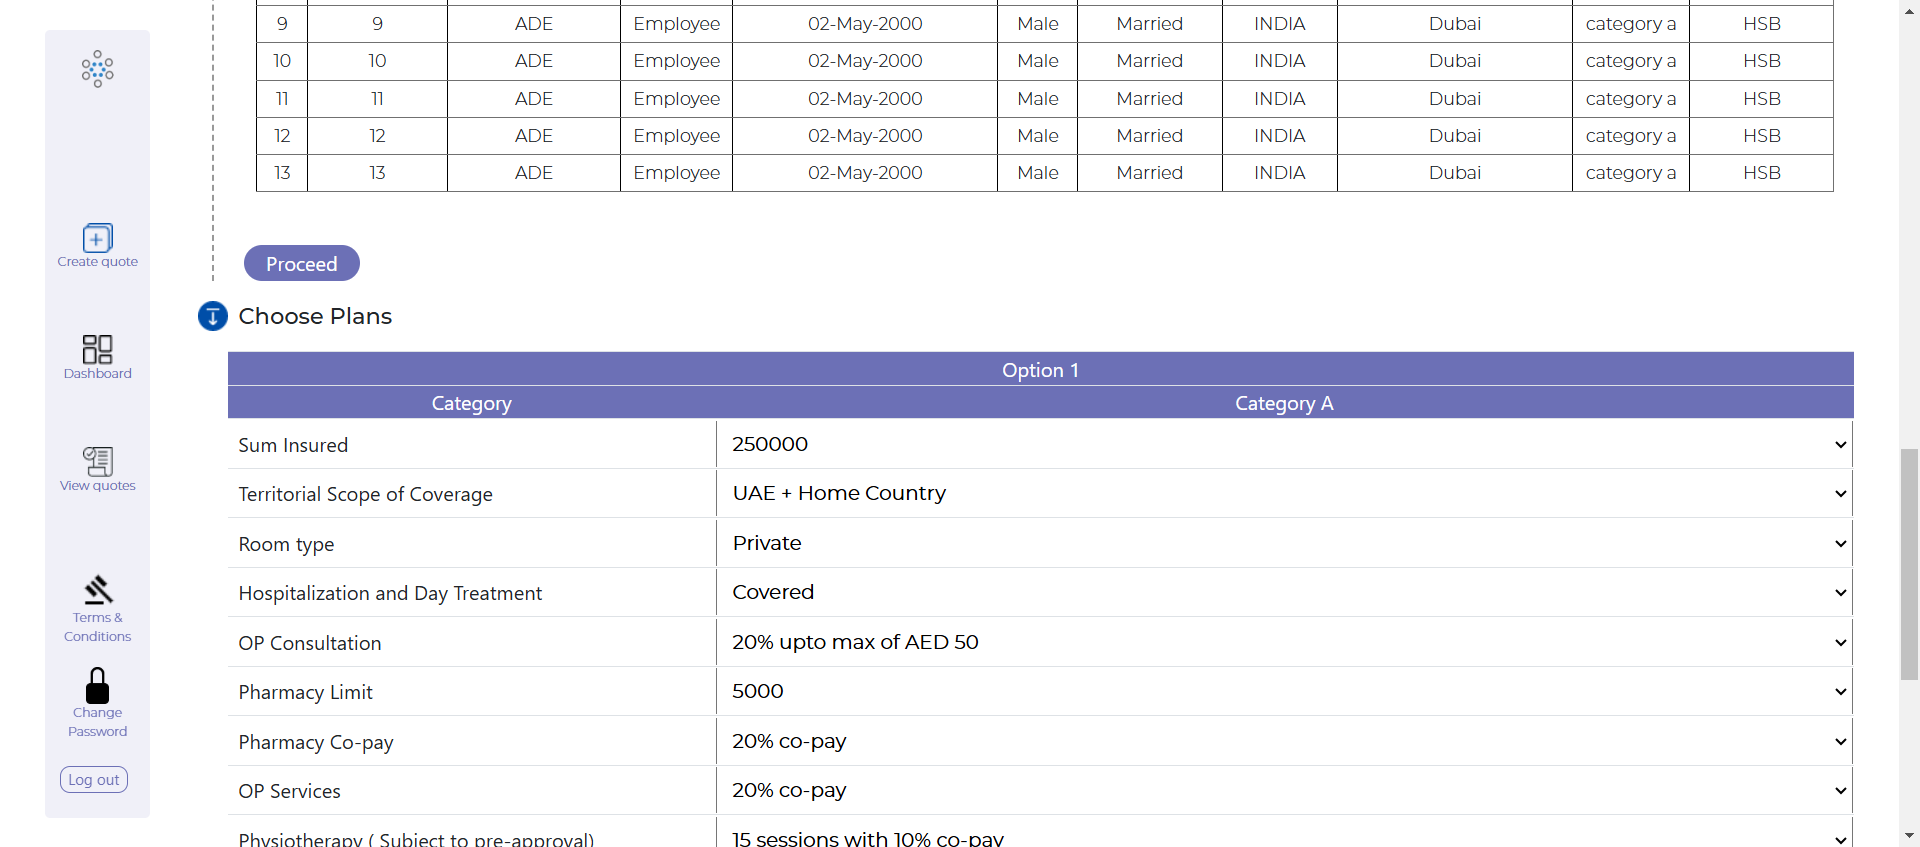 9 9 ADE Employee 02-May-2000 Male Married INDIA Dubai category a HSB
10 10 ADE Employee 02-May-2000 Male Married INDIA Dubai category a HSB
11 11 ADE Employee 02-May-2000 Male Married INDIA Dubai category a HSB
12 12 ADE Employee 02-May-2000 Male Married INDIA Dubai category a HSB
13 13 ADE Employee 02-May-2000 Male Married INDIA Dubai category a HSB
Create quote
Dashboard
View quotes
Terms &
Conditions
Change
Password
Log out
Proceed
Choose Plans
Option 1
Category Category A
Sum Insured 250000
Territorial Scope of Coverage UAE + Home Country
Room type Private
Hospitalization and Day Treatment Covered
OP Consultation 20% upto max of AED 50
Pharmacy Limit 5000
Pharmacy Co-pay 20% co-pay
OP Services 20% co-pay
Physiotherapy ( Subject to pre-approval) 15 sessions with 10% co-pay